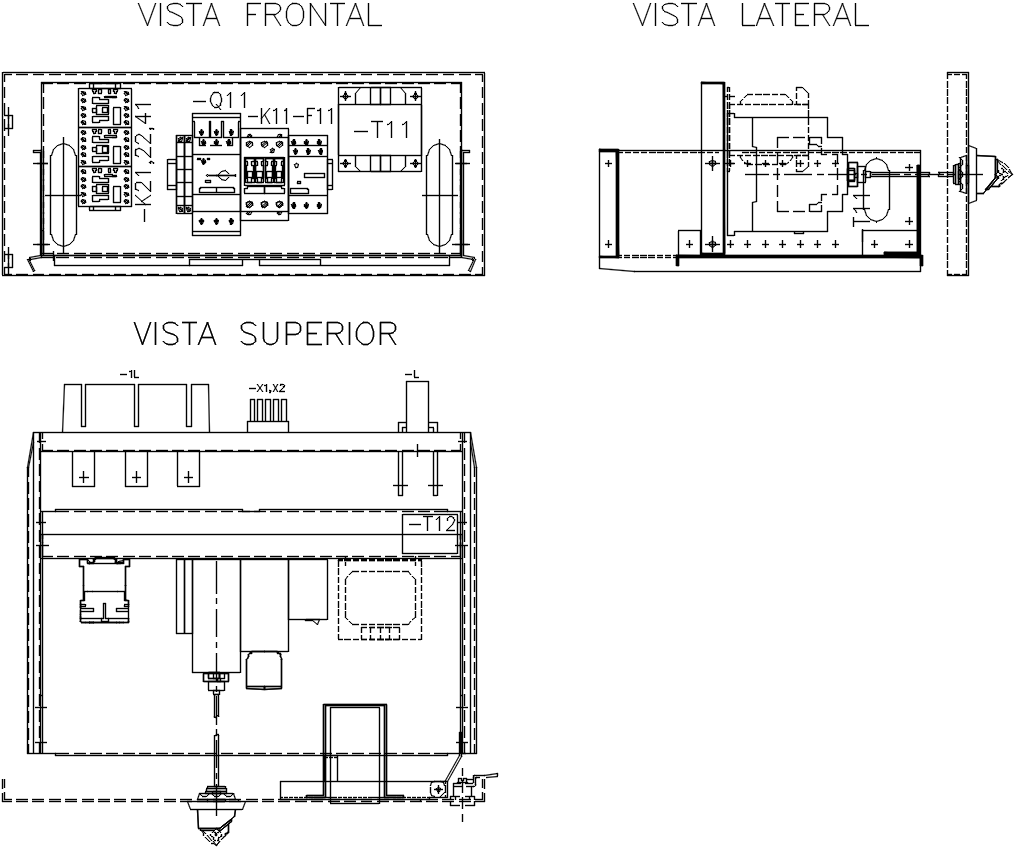 VISTA FRONTAL
VISTA LATERAL
-Q11
-K11-F11
-T11
-K21,22,41
T11
VISTA SUPERIOR
-1L
-X1,X2
-L
-T12